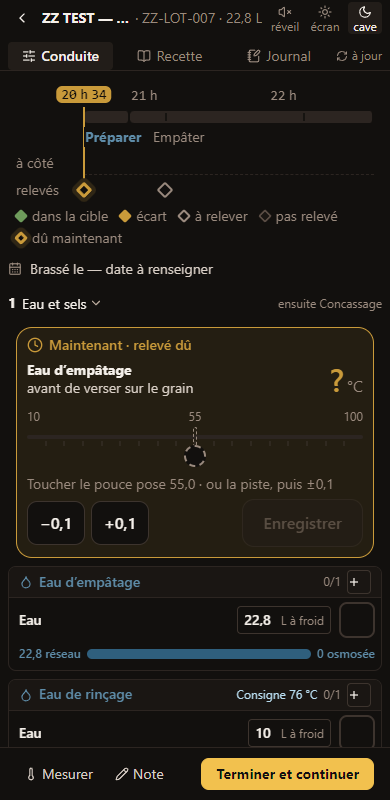 ZZ TEST — … · ZZ-LOT-007 · 22,8 L
réveil écran cave
Conduite Recette Journal à jour
20 h 34 21 h 22 h
Préparer Empâter
à côté
relevés
dans la cible écart à relever pas relevé
dû maintenant
Brassé le — date à renseigner
1 Eau et sels ensuite Concassage
Maintenant · relevé dû
Eau d’empâtage
avant de verser sur le grain
? °C
10 55 100
Toucher le pouce pose 55,0 · ou la piste, puis ±0,1
−0,1 +0,1 Enregistrer
Eau d’empâtage 0/1 +
Eau 22,8 L à froid
22,8 réseau 0 osmosée
Eau de rinçage Consigne 76 °C 0/1 +
Eau 10 L à froid
Mesurer Note Terminer et continuer